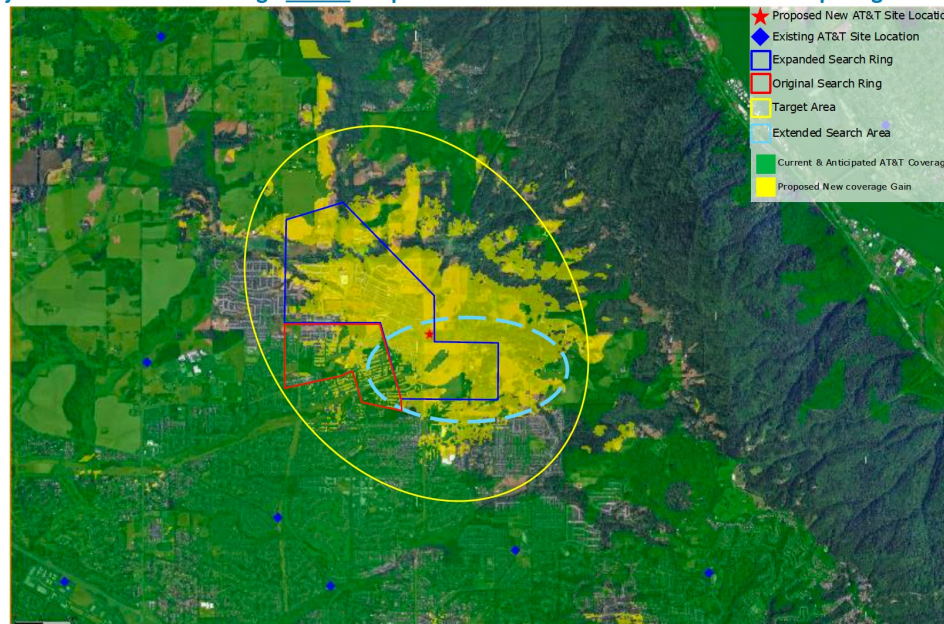 Proposed New AT&T Site Locatio
Existing AT&T Site Location
Expanded Search Ring
Original Search Ring
Target Area
Extended Search Area
Current & Anticipated AT&T Coverag
Proposed New coverage Gain